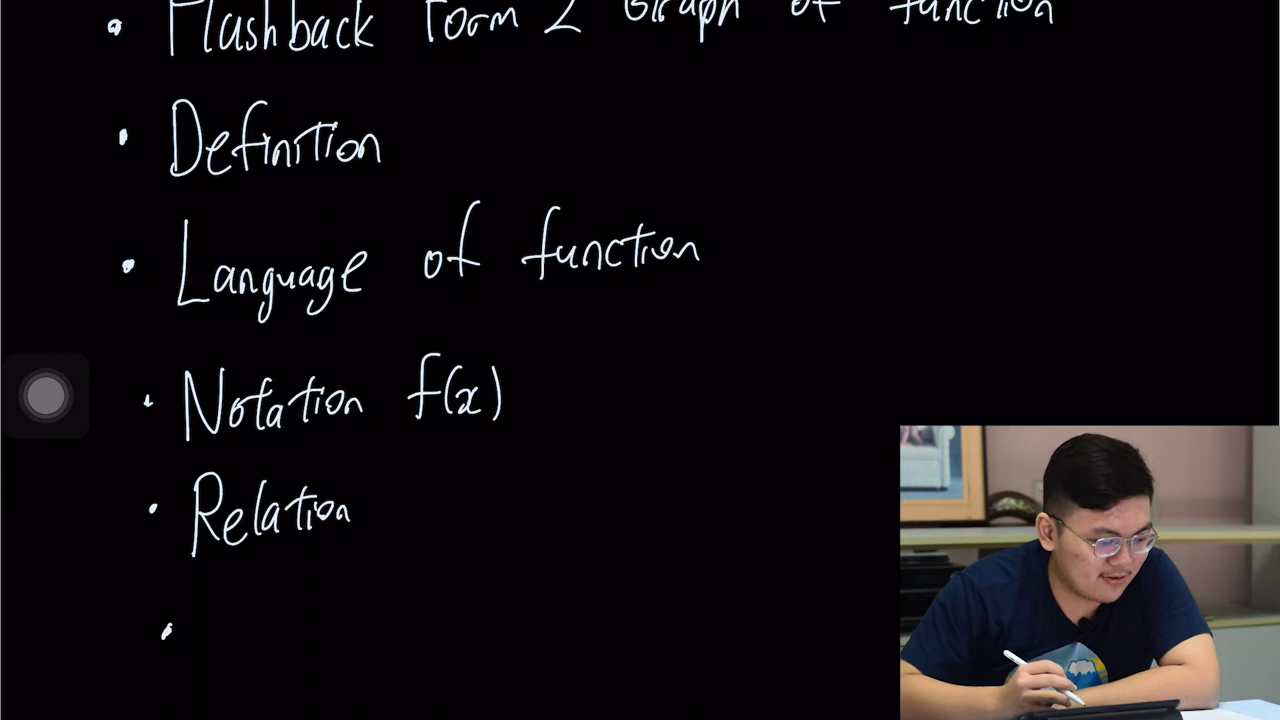 • Flashback Form 2 Graph of function
• Definition
• Language of function
• Notation f(x)
• Relation
•